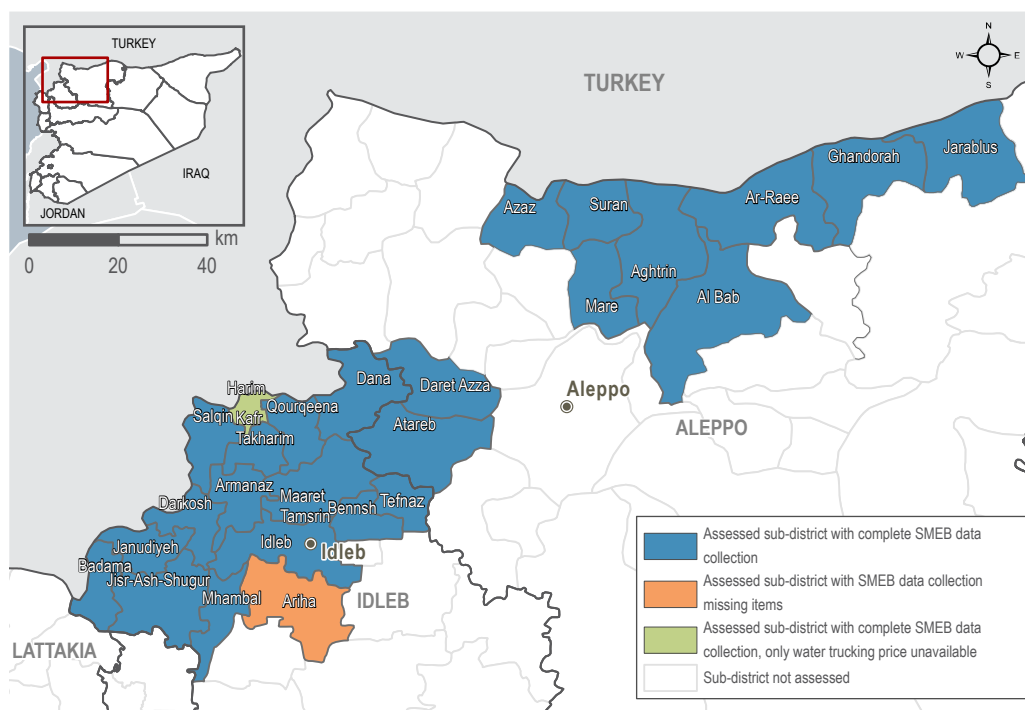 TURKEY
IRAQ
JORDAN
km
0 20 40
N
W E
S
TURKEY
Jarablus
Ghandorah
Ar-Raee
Azaz
Suran
Aghtrin
Al Bab
Mare
Dana
Daret Azza
Aleppo
Harim
Qourqeena
Salqin
Kafr
Takharim
Atareb
ALEPPO
Armanaz
Maaret
Tamsrin
Bennsh
Tefnaz
Darkosh
Idleb
Idleb
Janudiyeh
Badama
Jisr-Ash-Shugur
Mhambal
Ariha
IDLEB
LATTAKIA
Assessed sub-district with complete SMEB data
collection
Assessed sub-district with SMEB data collection
missing items
Assessed sub-district with complete SMEB data
collection, only water trucking price unavailable
Sub-district not assessed